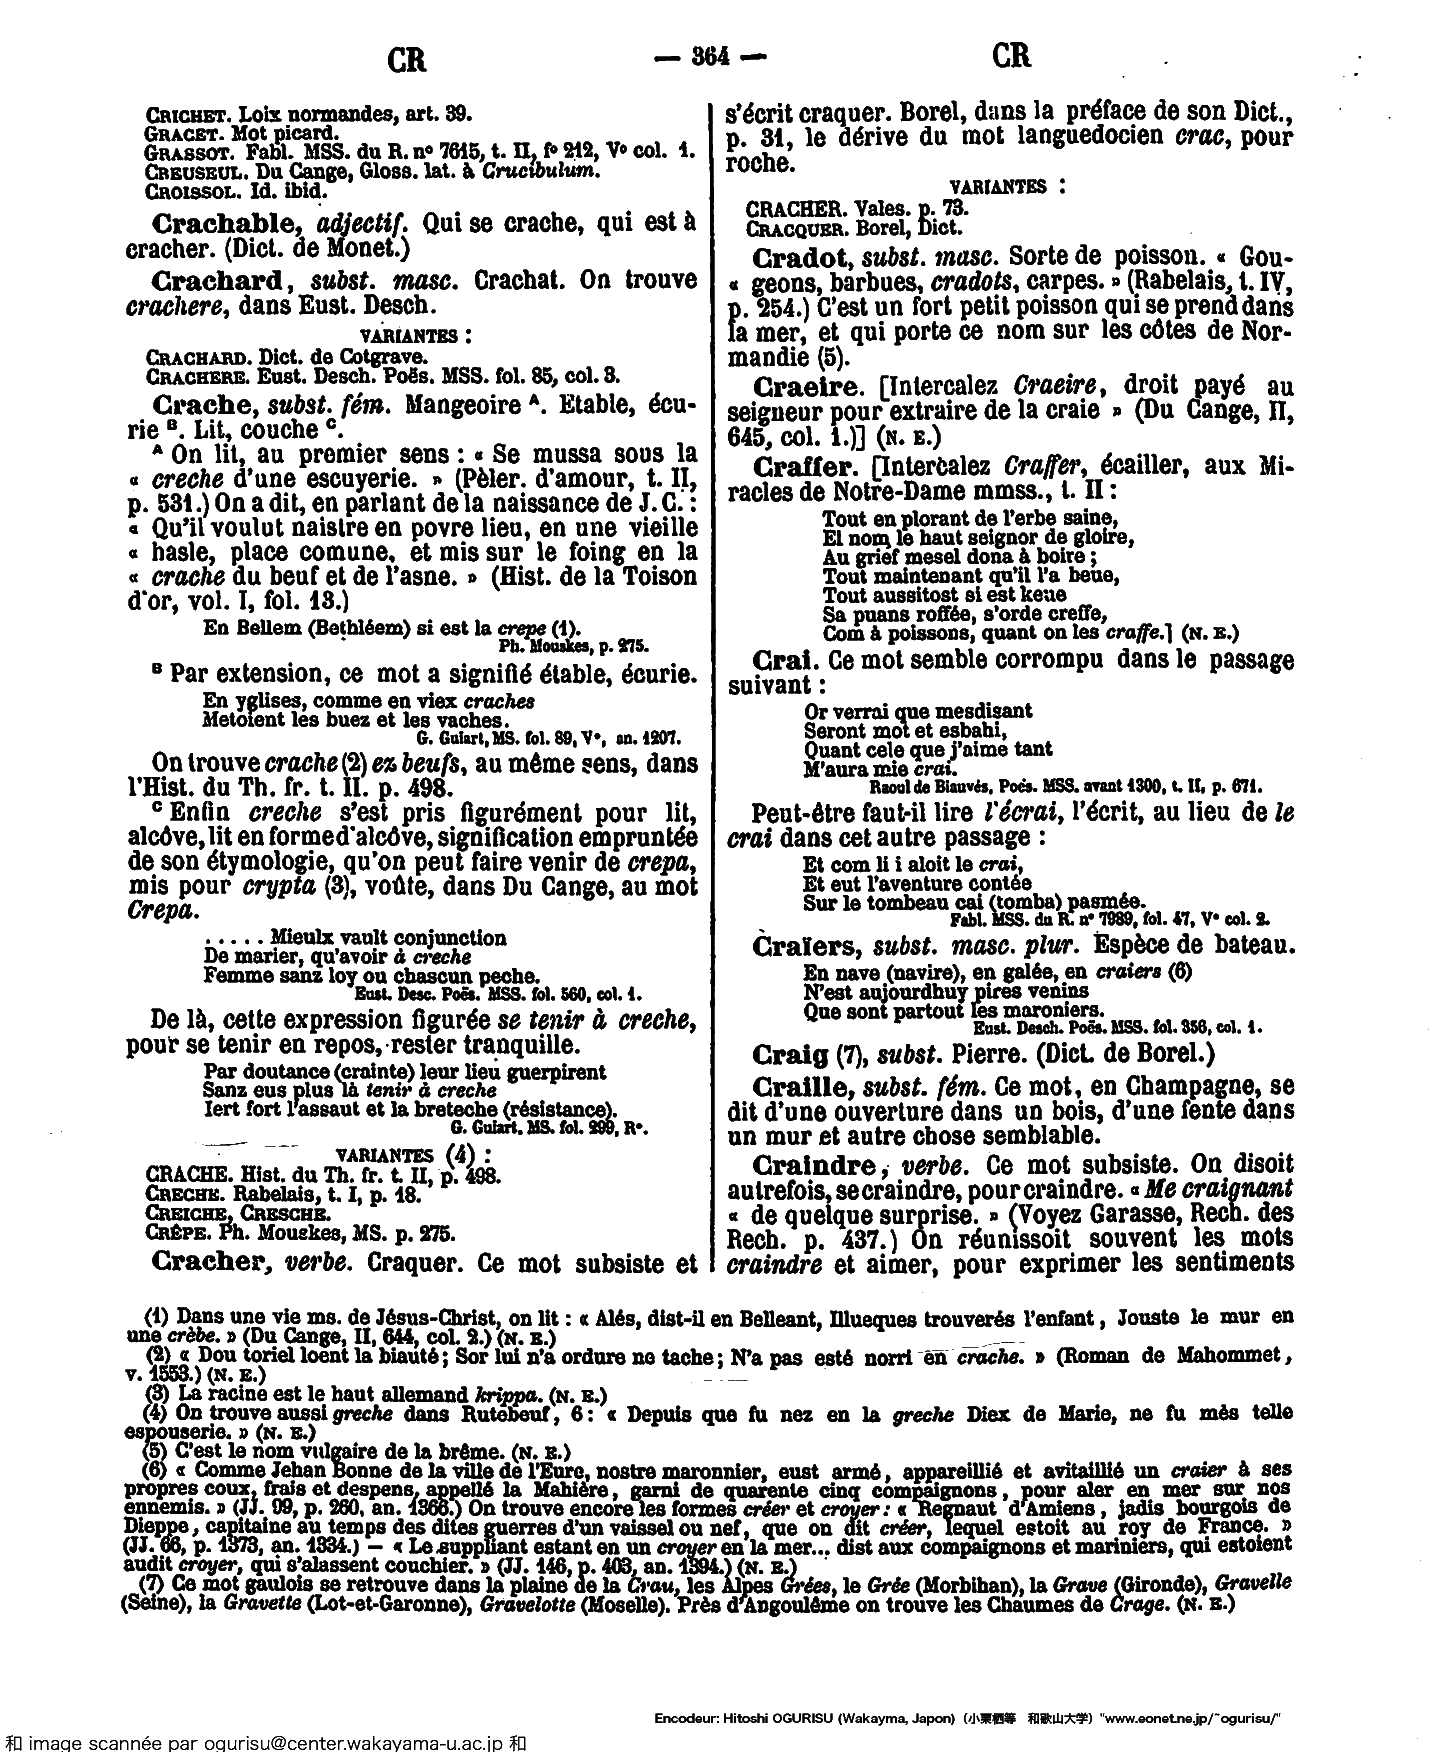 CR
— 364 —
CR
CRICHET. Loix normandes, art. 39.
GRACET. Mot picard.
GRASSOT. Fabl. MSS. du R. nº 7615, t. II, fº 212, Vº col. 1.
CREUSEUL. Du Cange, Gloss. lat. à Crucibulum.
CROISSOL. Id. ibid.
Crachable, adjectif. Qui se crache, qui est à
cracher. (Dict. de Monet.)
Crachard, subst. masc. Crachat. On trouve
crachere, dans Eust. Desch.
VARIANTES :
CRACHARD. Dict. de Cotgrave.
CRACHERE. Eust. Desch. Poës. MSS. fol. 85, col. 3.
Crache, subst. fém. Mangeoire A. Etable, écu-
rie B. Lit, couche C.
A On lit, au premier sens : « Se mussa sous la
« creche d'une escuyerie. » (Pèler. d'amour, t. II,
p. 531.) On a dit, en parlant de la naissance de J. C. :
« Qu'il voulut naistre en povre lieu, en une vieille
« hasle, place comune, et mis sur le foing en la
« crache du beuf et de l'asne. » (Hist. de la Toison
d'or, vol. I, fol. 13.)
En Bellem (Bethléem) si est la crepe (1).
Ph. Mouskes, p. 275.
B Par extension, ce mot a signifié étable, écurie.
En yglises, comme en viex craches
Metoient les buez et les vaches.
G. Guiart, MS. fol. 89, Vº, an. 1207.
On trouve crache (2) ez beufs, au même sens, dans
l'Hist. du Th. fr. t. II. p. 498.
C Enfin creche s'est pris figurément pour lit,
alcôve, lit en forme d'alcôve, signification empruntée
de son étymologie, qu'on peut faire venir de crepa,
mis pour crypta (3), voûte, dans Du Cange, au mot
Crepa.
. . . . . Mieulx vault conjunction
De marier, qu'avoir à creche
Femme sanz loy ou chascun peche.
Eust. Desc. Poës. MSS. fol. 560, col. 1.
De là, cette expression figurée se tenir à creche,
pour se tenir en repos, rester tranquille.
Par doutance (crainte) leur lieu guerpirent
Sanz eus plus là tenir à creche
Iert fort l'assaut et la breteche (résistance).
G. Guiart. MS. fol. 299, Rº.
VARIANTES (4) :
CRACHE. Hist. du Th. fr. t. II, p. 498.
CRECHE. Rabelais, t. I, p. 18.
CREICHE, CRESCHE.
CRÊPE. Ph. Mouskes, MS. p. 275.
Cracher, verbe. Craquer. Ce mot subsiste et
s'écrit craquer. Borel, dans la préface de son Dict.,
p. 31, le dérive du mot languedocien crac, pour
roche.
VARIANTES :
CRACHER. Vales. p. 73.
CRACQUER. Borel, Dict.
Cradot, subst. masc. Sorte de poisson. « Gou-
« geons, barbues, cradots, carpes. » (Rabelais, t. IV,
p. 254.) C'est un fort petit poisson qui se prend dans
la mer, et qui porte ce nom sur les côtes de Nor-
mandie (5).
Craeire. [Intercalez Craeire, droit payé au
seigneur pour extraire de la craie » (Du Cange, II,
645, col. 1.)] (N. E.)
Craffer. [Intercalez Craffer, écailler, aux Mi-
racles de Notre-Dame mmss., t. II :
Tout en plorant de l'erbe saine,
El nom le haut seignor de gloire,
Au grief mesel dona à boire ;
Tout maintenant qu'il l'a beue,
Tout aussitost si est keue
Sa puans roffée, s'orde creffe,
Com à poissons, quant on les craffe.] (N. E.)
Crai. Ce mot semble corrompu dans le passage
suivant :
Or verrai que mesdisant
Seront mot et esbahi,
Quant cele que j'aime tant
M'aura mie crai.
Raoul de Biauvés, Poës. MSS. avant 1300, t. II, p. 671.
Peut-être faut-il lire l'écrai, l'écrit, au lieu de le
crai dans cet autre passage :
Et com li i aloit le crai,
Et eut l'aventure contée
Sur le tombeau cai (tomba) pasmée.
Fabl. MSS. du R. nº 7989, fol. 47, Vº col. 2.
Craïers, subst. masc. plur. Espèce de bateau.
En nave (navire), en galée, en craiers (6)
N'est aujourdhuy pires venins
Que sont partout les maroniers.
Eust. Desch. Poës. MSS. fol. 356, col. 1.
Craig (7), subst. Pierre. (Dict. de Borel.)
Craille, subst. fém. Ce mot, en Champagne, se
dit d'une ouverture dans un bois, d'une fente dans
un mur et autre chose semblable.
Craindre, verbe. Ce mot subsiste. On disoit
autrefois, se craindre, pour craindre. « Me craignant
« de quelque surprise. » (Voyez Garasse, Rech. des
Rech. p. 437.) On réunissoit souvent les mots
craindre et aimer, pour exprimer les sentiments
(1) Dans une vie ms. de Jésus-Christ, on lit : « Alés, dist-il en Belleant, Illueques trouverés l'enfant, Jouste le mur en
une crèbe. » (Du Cange, II, 644, col. 2.) (N. E.)
(2) « Dou toriel loent la biauté ; Sor lui n'a ordure ne tache ; N'a pas esté norri en crache. » (Roman de Mahommet,
v. 1553.) (N. E.)
(3) La racine est le haut allemand krippa. (N. E.)
(4) On trouve aussi greche dans Rutebeuf, 6 : « Depuis que fu nez en la greche Diex de Marie, ne fu mès telle
espouserie. » (N. E.)
(5) C'est le nom vulgaire de la brême. (N. E.)
(6) « Comme Jehan Bonne de la ville de l'Eure, nostre maronnier, eust armé, appareillié et avitaillié un craier à ses
propres coux, frais et despens, appellé la Mahière, garni de quarente cinq compaignons, pour aler en mer sur nos
ennemis. » (JJ. 99, p. 260, an. 1366.) On trouve encore les formes créer et croyer : « Regnaut d'Amiens, jadis bourgois de
Dieppe, capitaine au temps des dites guerres d'un vaissel ou nef, que on dit créer, lequel estoit au roy de France. »
(JJ. 66, p. 1373, an. 1334.) — « Le suppliant estant en un croyer en la mer... dist aux compaignons et mariniers, qui estoient
audit croyer, qui s'alassent couchier. » (JJ. 146, p. 403, an. 1394.) (N. E.)
(7) Ce mot gaulois se retrouve dans la plaine de la Crau, les Alpes Grées, le Grée (Morbihan), la Grave (Gironde), Gravelle
(Seine), la Gravette (Lot-et-Garonne), Gravelotte (Moselle). Près d'Angoulême on trouve les Chaumes de Crage. (N. E.)
Encodeur: Hitoshi OGURISU (Wakayma, Japon) (小栗栖等 和歌山大学) "www.eonet.ne.jp/~ogurisu/"
和 image scannée par ogurisu@center.wakayama-u.ac.jp 和